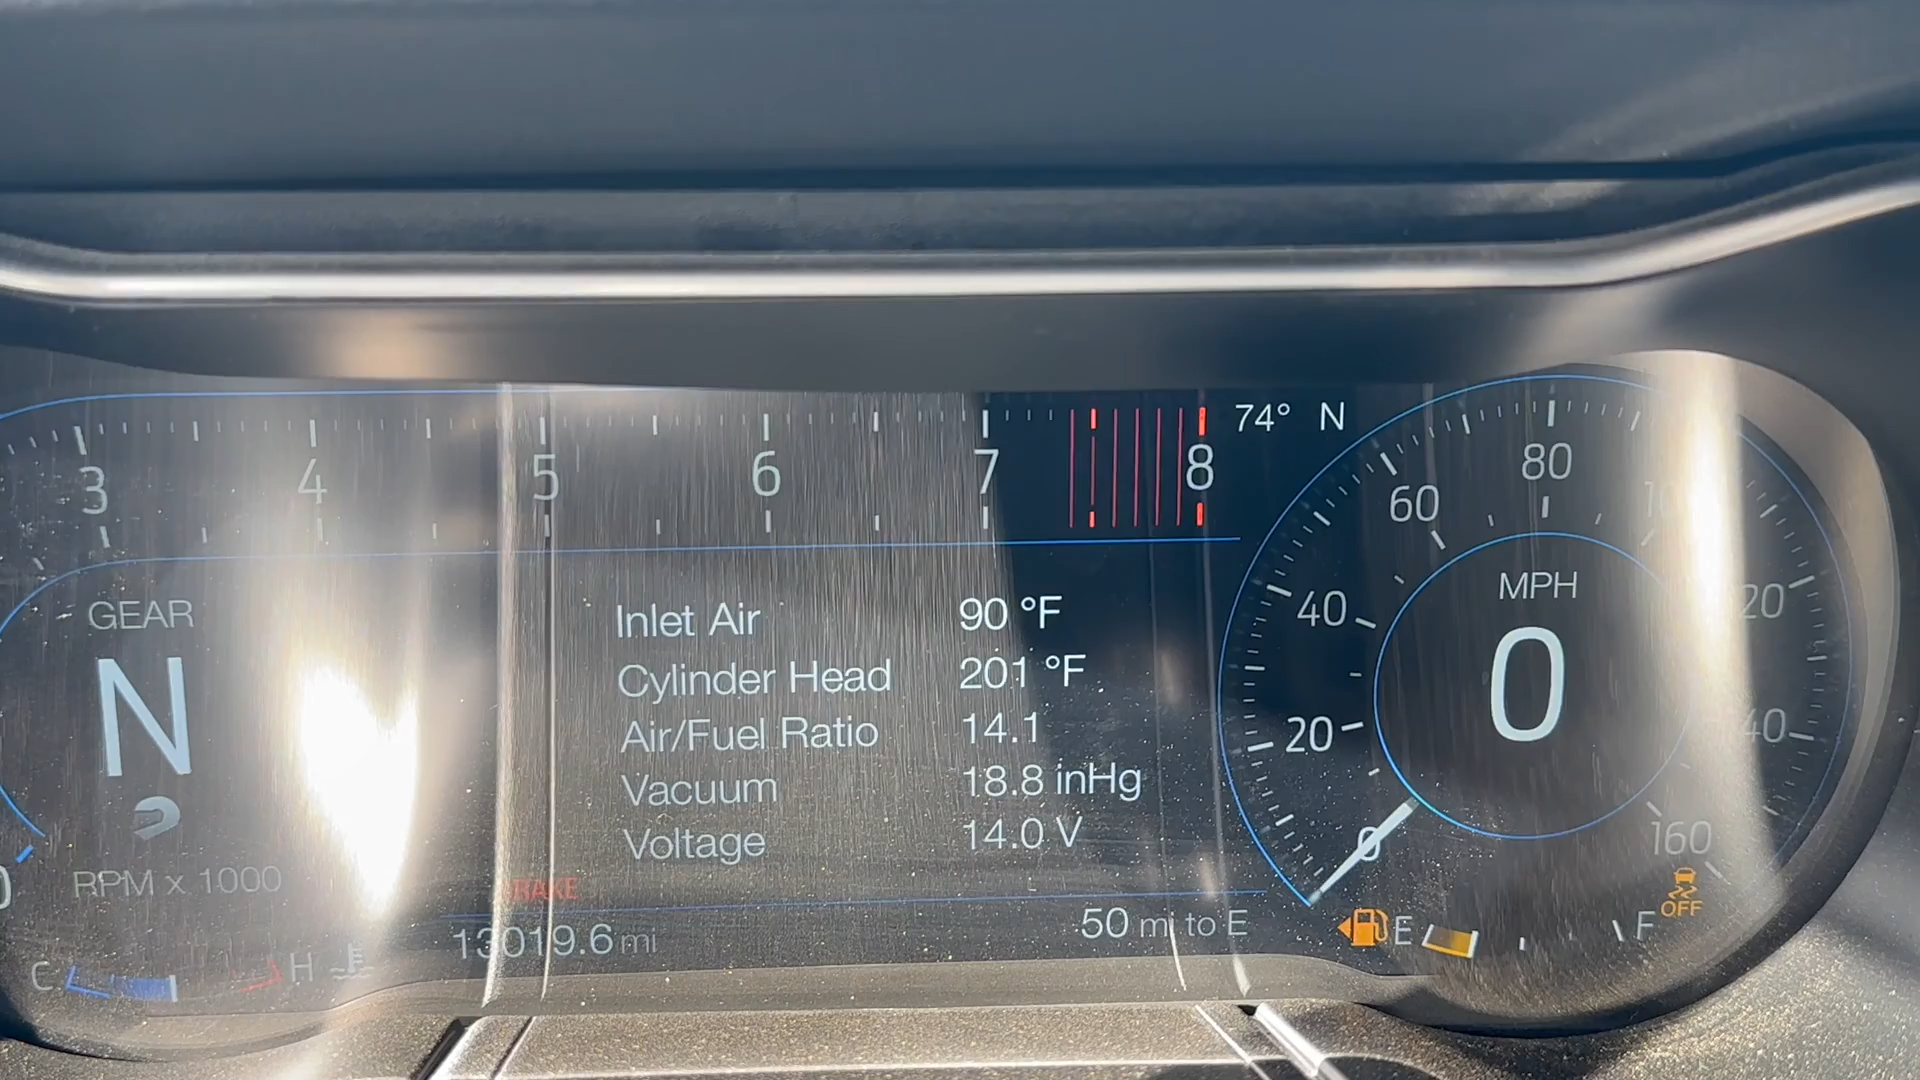 3 4 5 6 7 8 74° N
GEAR
N
RPM x 1000
Inlet Air 90 °F
Cylinder Head 201 °F
Air/Fuel Ratio 14.1
Vacuum 18.8 inHg
Voltage 14.0 V
BRAKE
13019.6 mi 50 mi to E
C H
0 20 40 60 80 160
MPH
0
E F
OFF